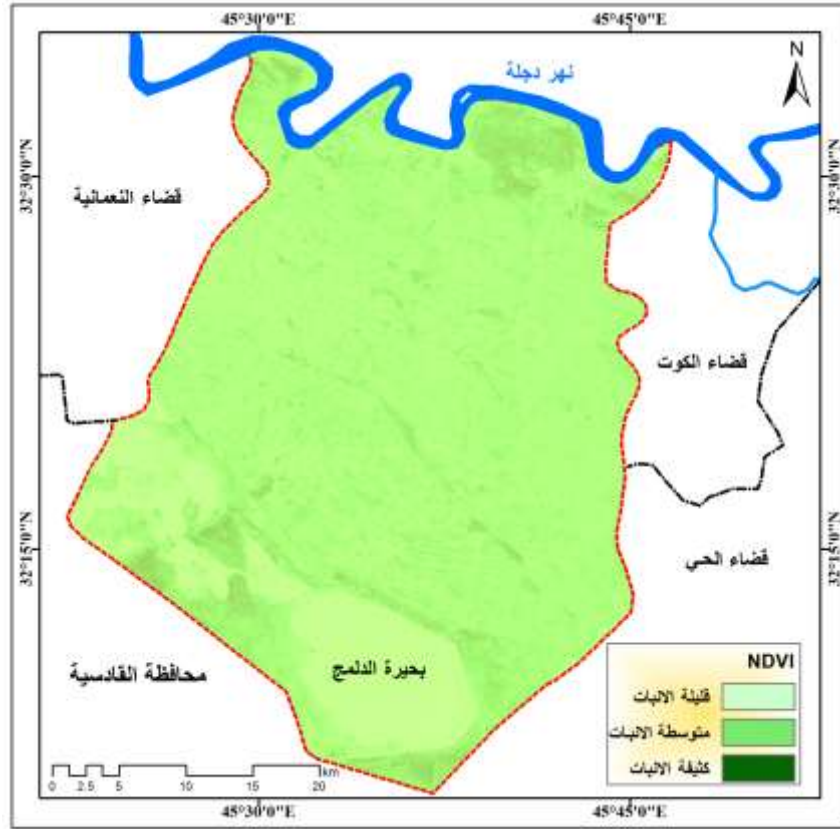 45°30'0"E
45°45'0"E
N
نهر دجلة
32°30'0"N
32°30'0"N
قضاء النعمانية
قضاء الكوت
32°15'0"N
32°15'0"N
قضاء الحي
بحيرة الدلمج
محافظة القادسية
NDVI
قليلة الانبات
متوسطة الانبات
كثيفة الانبات
0 2.5 5 10 15 20 km
45°30'0"E
45°45'0"E